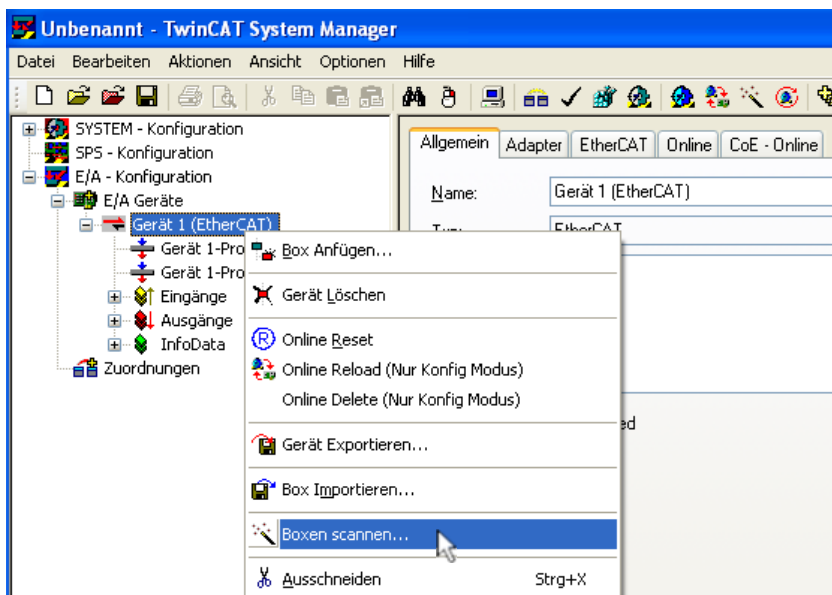 Unbenannt - TwinCAT System Manager
Datei Bearbeiten Aktionen Ansicht Optionen Hilfe
SYSTEM - Konfiguration
SPS - Konfiguration
E/A - Konfiguration
E/A Geräte
Gerät 1 (EtherCAT)
Gerät 1-Pro
Gerät 1-Pro
Eingänge
Ausgänge
InfoData
Zuordnungen
Allgemein Adapter EtherCAT Online CoE - Online
Name: Gerät 1 (EtherCAT)
EtherCAT
Box Anfügen...
Gerät Löschen
Online Reset
Online Reload (Nur Konfig Modus)
Online Delete (Nur Konfig Modus)
Gerät Exportieren...
Box Importieren...
Boxen scannen...
Ausschneiden Strg+X